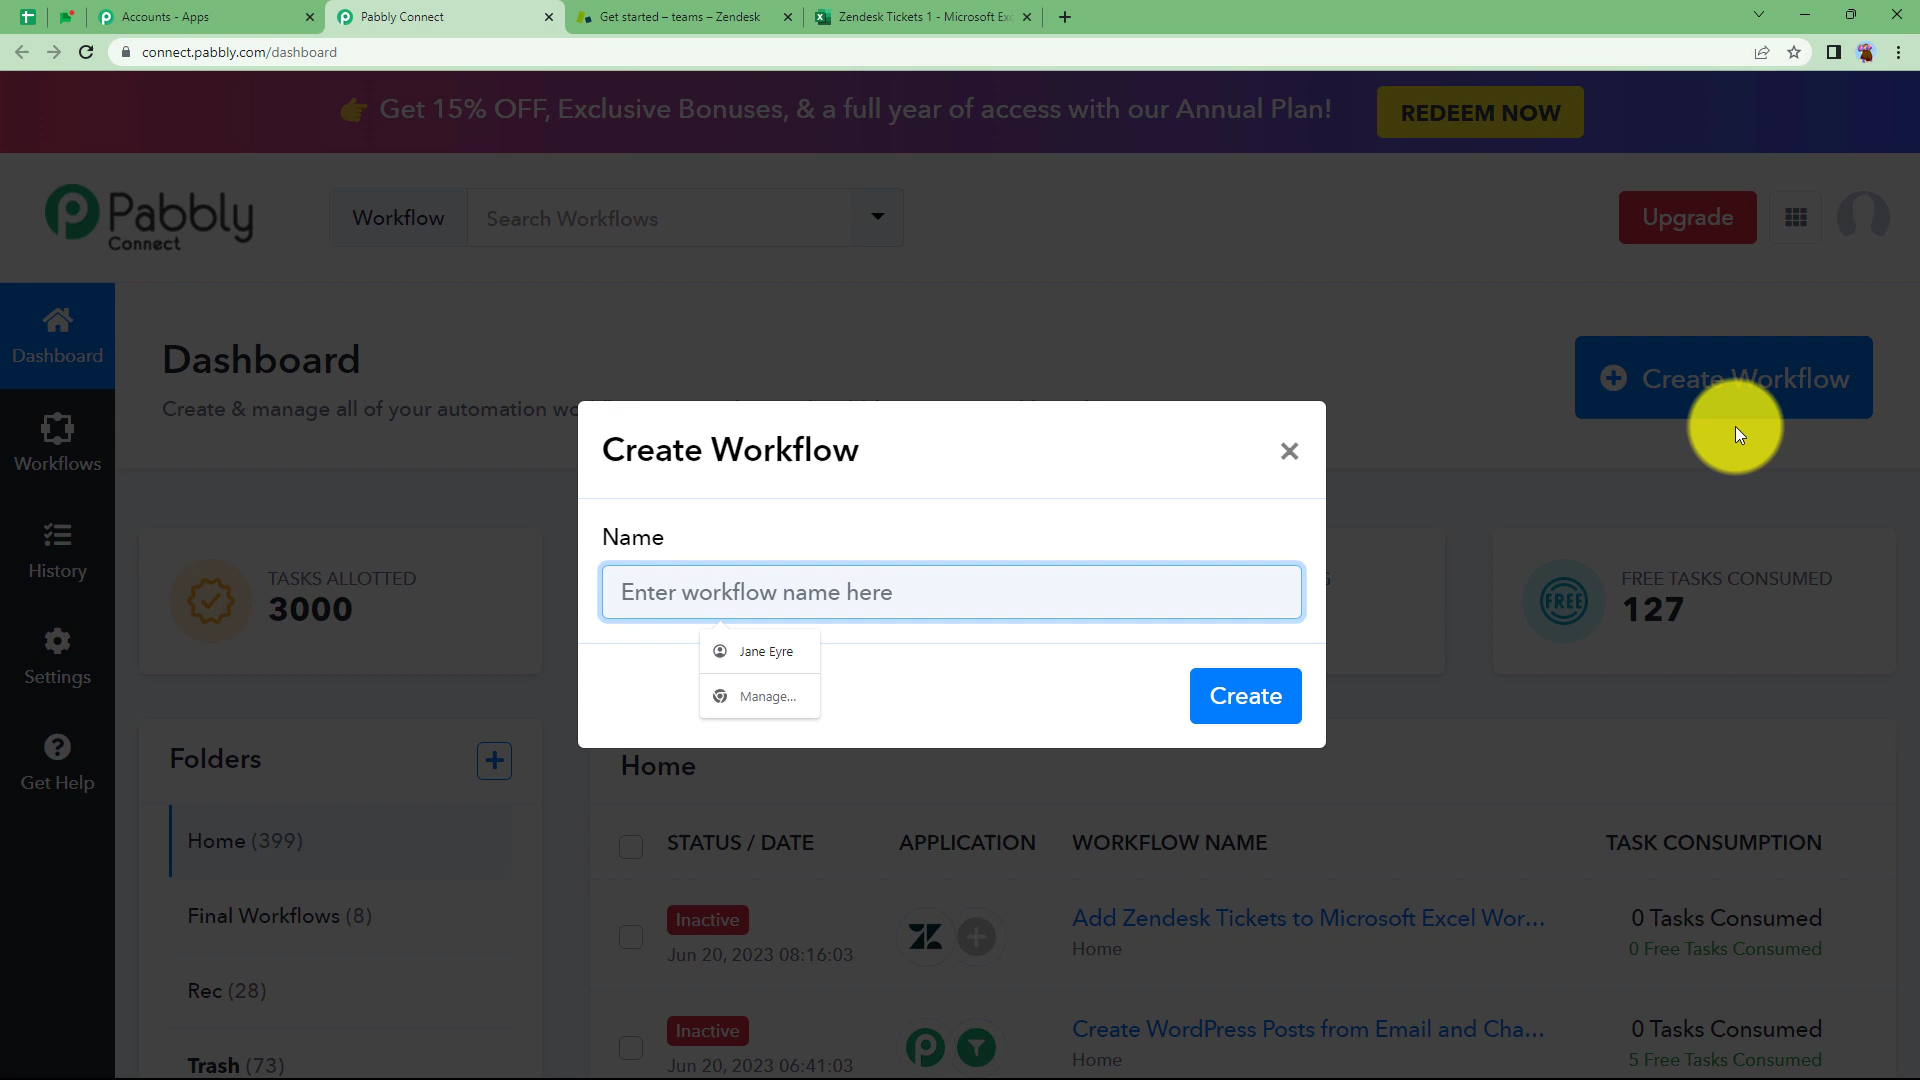 Accounts - Apps
Pabbly Connect
Get started – teams – Zendesk
Zendesk Tickets 1 - Microsoft Exc
connect.pabbly.com/dashboard
Get 15% OFF, Exclusive Bonuses, & a full year of access with our Annual Plan!
REDEEM NOW
Pabbly
Connect
Workflow
Search Workflows
Upgrade
Dashboard
Workflows
History
Settings
Get Help
Dashboard
Create & manage all of your automation wo
Create Workflow
Create Workflow
Name
Enter workflow name here
Jane Eyre
Manage...
Create
TASKS ALLOTTED
3000
FREE TASKS CONSUMED
127
FREE
Folders
Home (399)
Final Workflows (8)
Rec (28)
Trash (73)
Home
STATUS / DATE APPLICATION WORKFLOW NAME TASK CONSUMPTION
Inactive
Jun 20, 2023 08:16:03
Add Zendesk Tickets to Microsoft Excel Wor...
Home
0 Tasks Consumed
0 Free Tasks Consumed
Inactive
Jun 20, 2023 06:41:03
Create WordPress Posts from Email and Cha...
Home
0 Tasks Consumed
5 Free Tasks Consumed